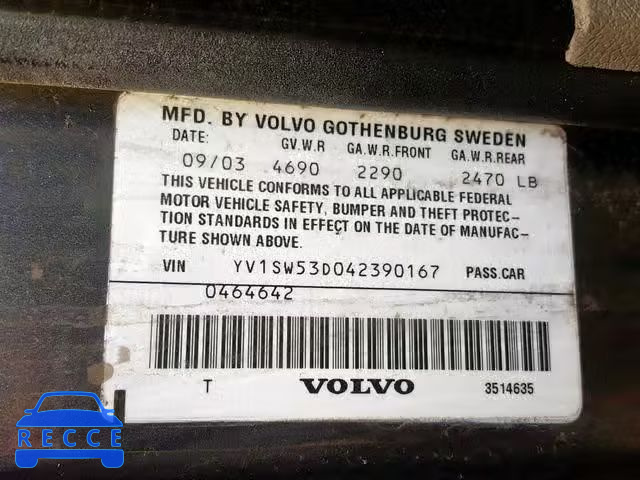 MFD. BY VOLVO GOTHENBURG SWEDEN
DATE: GV.W.R GA.W.R.FRONT GA.W.R.REAR
09/03 4690 2290 2470 LB
THIS VEHICLE CONFORMS TO ALL APPLICABLE FEDERAL
MOTOR VEHICLE SAFETY, BUMPER AND THEFT PROTEC-
TION STANDARDS IN EFFECT ON THE DATE OF MANUFAC-
TURE SHOWN ABOVE.
VIN YV1SW53D042390167 PASS.CAR
0464642
T VOLVO 3514635
RECCE